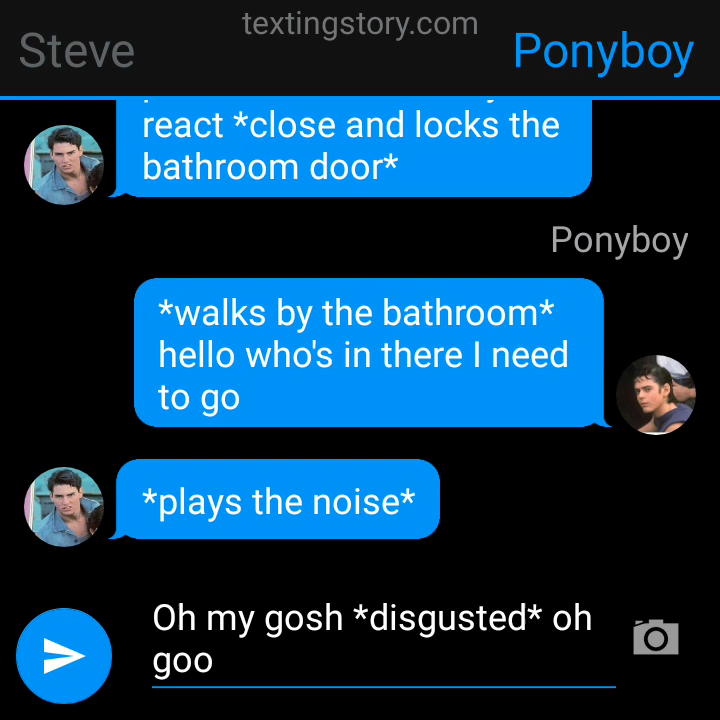 textingstory.com
Steve
Ponyboy
react *close and locks the
bathroom door*
Ponyboy
*walks by the bathroom*
hello who's in there I need
to go
*plays the noise*
Oh my gosh *disgusted* oh
goo